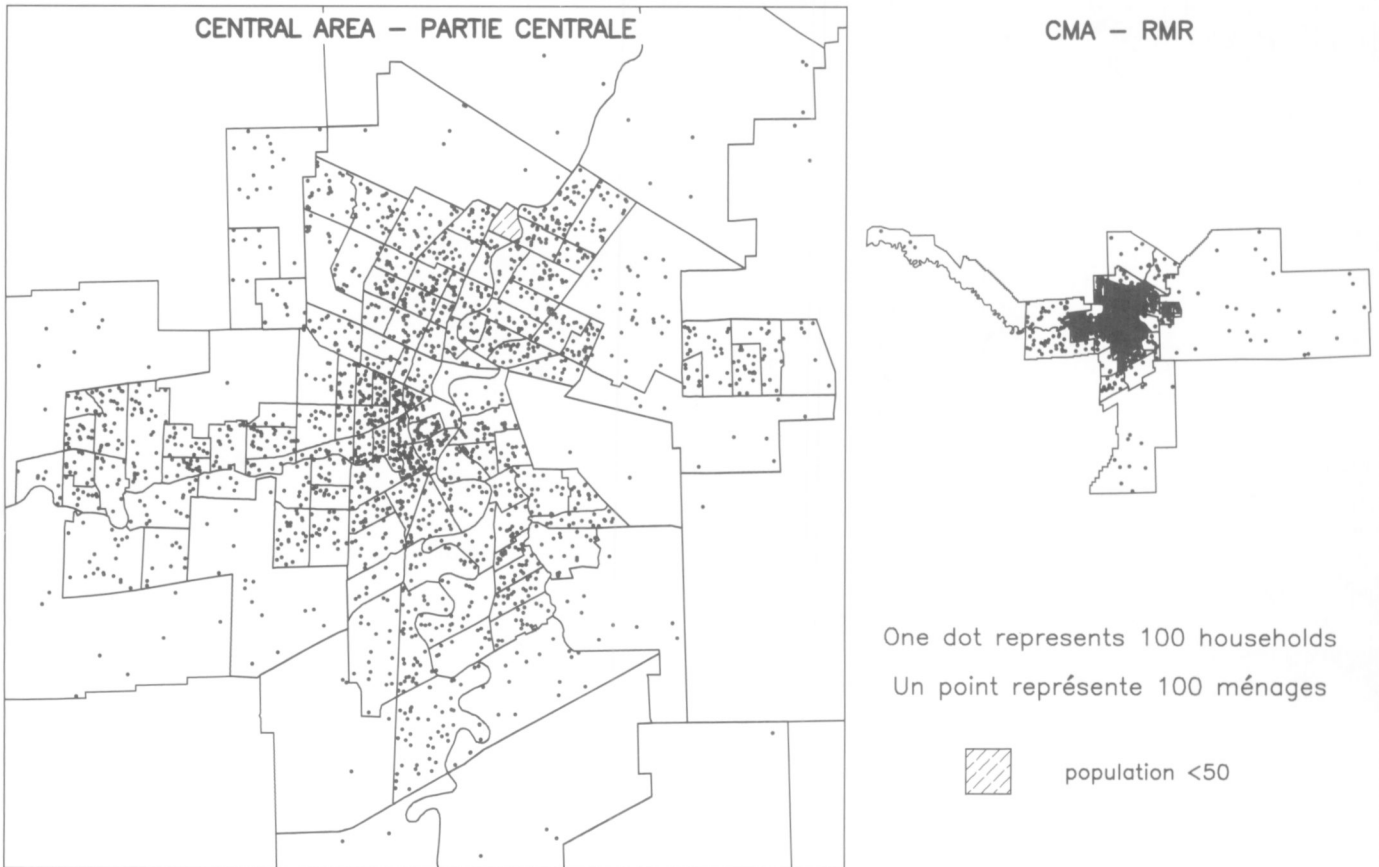 CENTRAL AREA – PARTIE CENTRALE
CMA – RMR
One dot represents 100 households
Un point représente 100 ménages
population <50